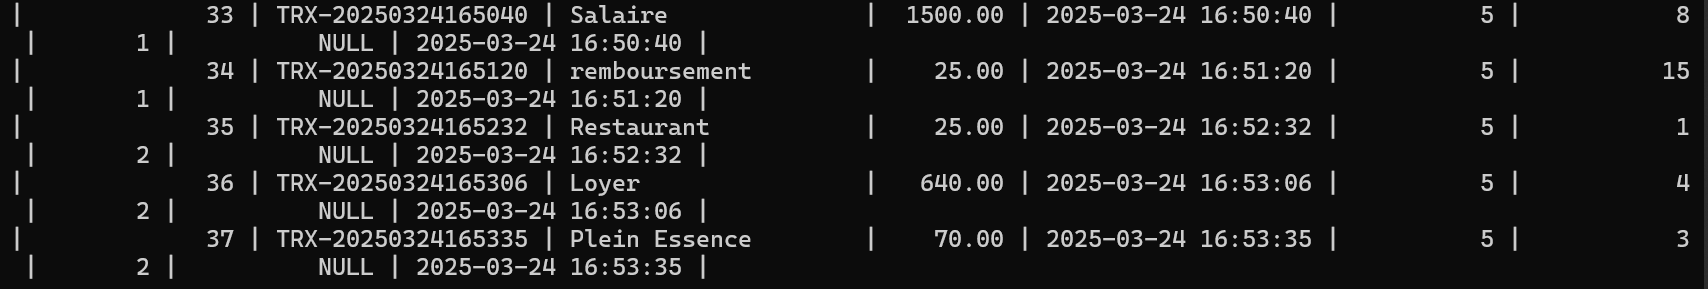 |             33 | TRX-20250324165040 | Salaire              |  1500.00 | 2025-03-24 16:50:40 |          5 |           8
 |       1 |          NULL | 2025-03-24 16:50:40 |
|             34 | TRX-20250324165120 | remboursement        |    25.00 | 2025-03-24 16:51:20 |          5 |          15
 |       1 |          NULL | 2025-03-24 16:51:20 |
|             35 | TRX-20250324165232 | Restaurant           |    25.00 | 2025-03-24 16:52:32 |          5 |           1
 |       2 |          NULL | 2025-03-24 16:52:32 |
|             36 | TRX-20250324165306 | Loyer                |   640.00 | 2025-03-24 16:53:06 |          5 |           4
 |       2 |          NULL | 2025-03-24 16:53:06 |
|             37 | TRX-20250324165335 | Plein Essence        |    70.00 | 2025-03-24 16:53:35 |          5 |           3
 |       2 |          NULL | 2025-03-24 16:53:35 |